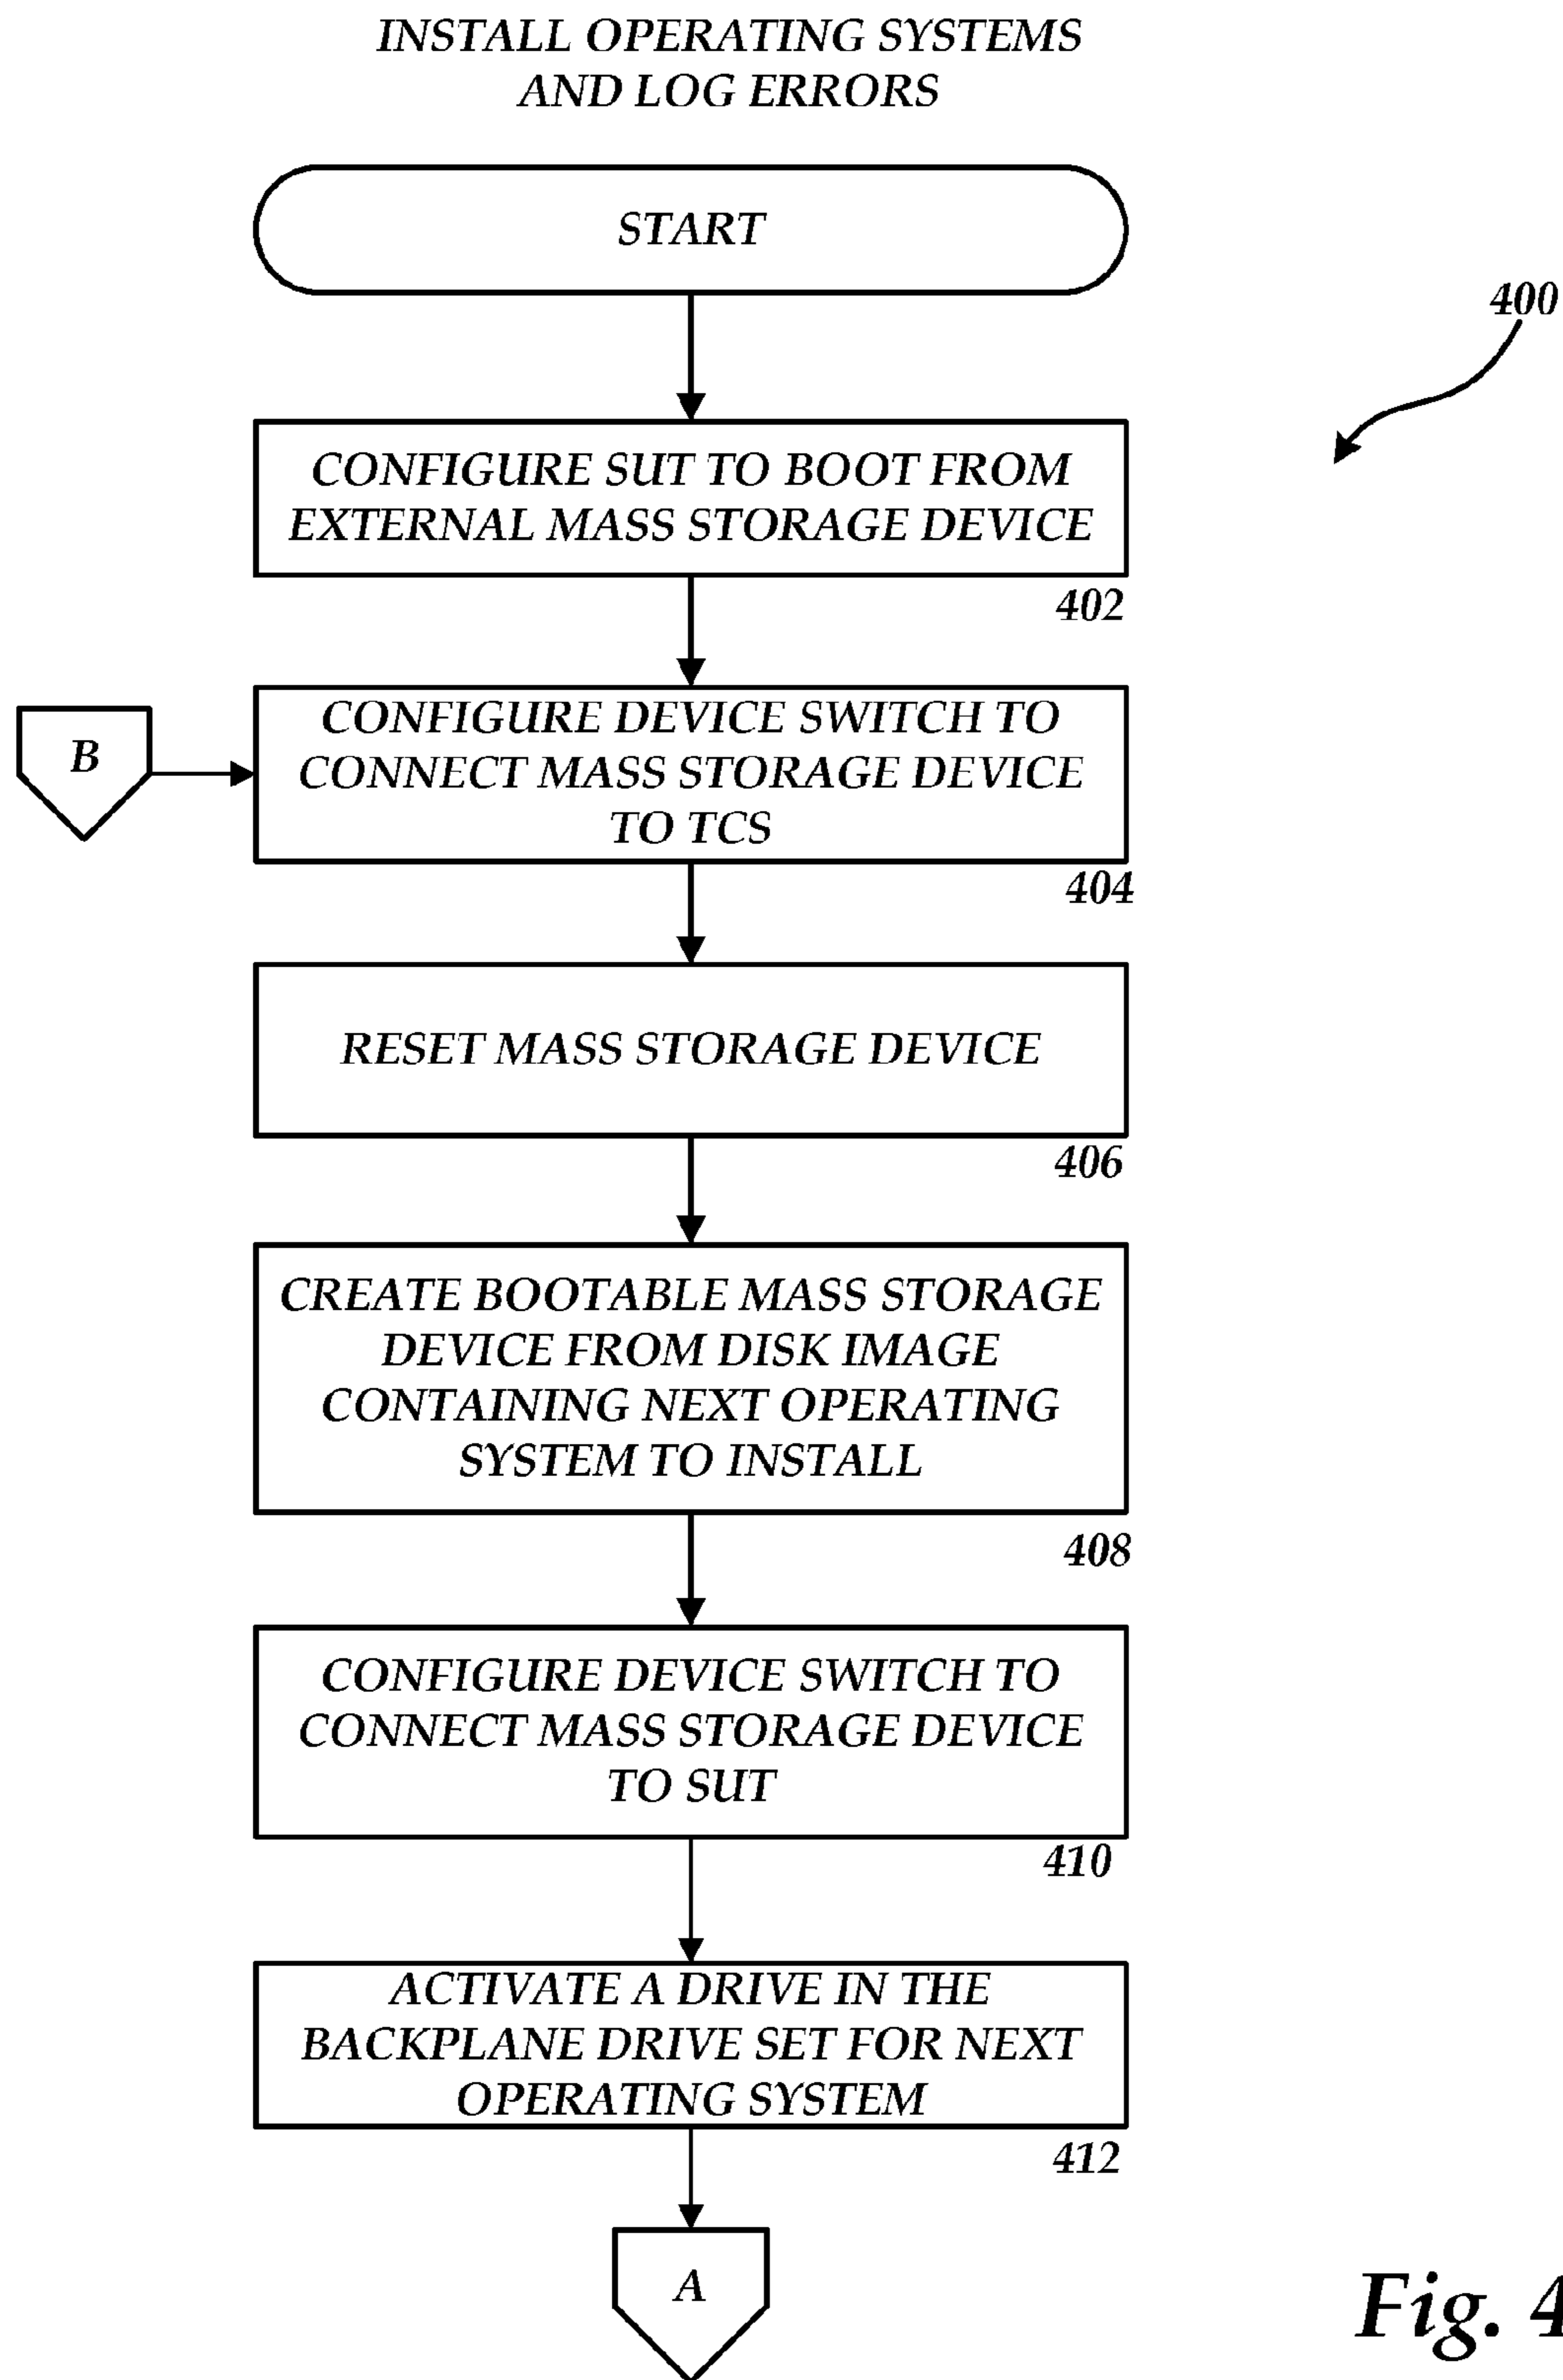 INSTALL OPERATING SYSTEMS
AND LOG ERRORS
START
400
CONFIGURE SUT TO BOOT FROM
EXTERNAL MASS STORAGE DEVICE
402
B
CONFIGURE DEVICE SWITCH TO
CONNECT MASS STORAGE DEVICE
TO TCS
404
RESET MASS STORAGE DEVICE
406
CREATE BOOTABLE MASS STORAGE
DEVICE FROM DISK IMAGE
CONTAINING NEXT OPERATING
SYSTEM TO INSTALL
408
CONFIGURE DEVICE SWITCH TO
CONNECT MASS STORAGE DEVICE
TO SUT
410
ACTIVATE A DRIVE IN THE
BACKPLANE DRIVE SET FOR NEXT
OPERATING SYSTEM
412
A
Fig. 4